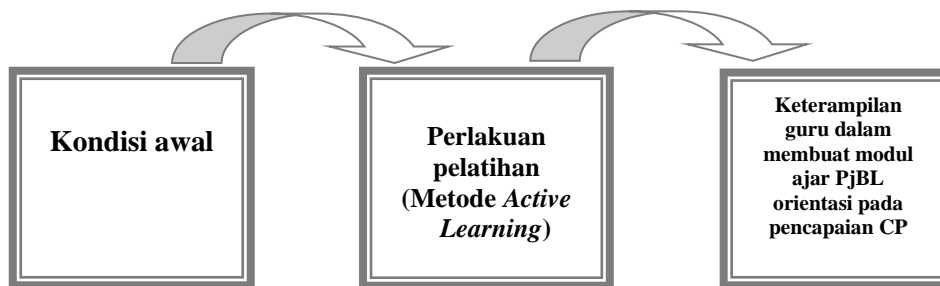 Kondisi awal
Perlakuan
pelatihan
(Metode Active
Learning)
Keterampilan
guru dalam
membuat modul
ajar PjBL
orientasi pada
pencapaian CP